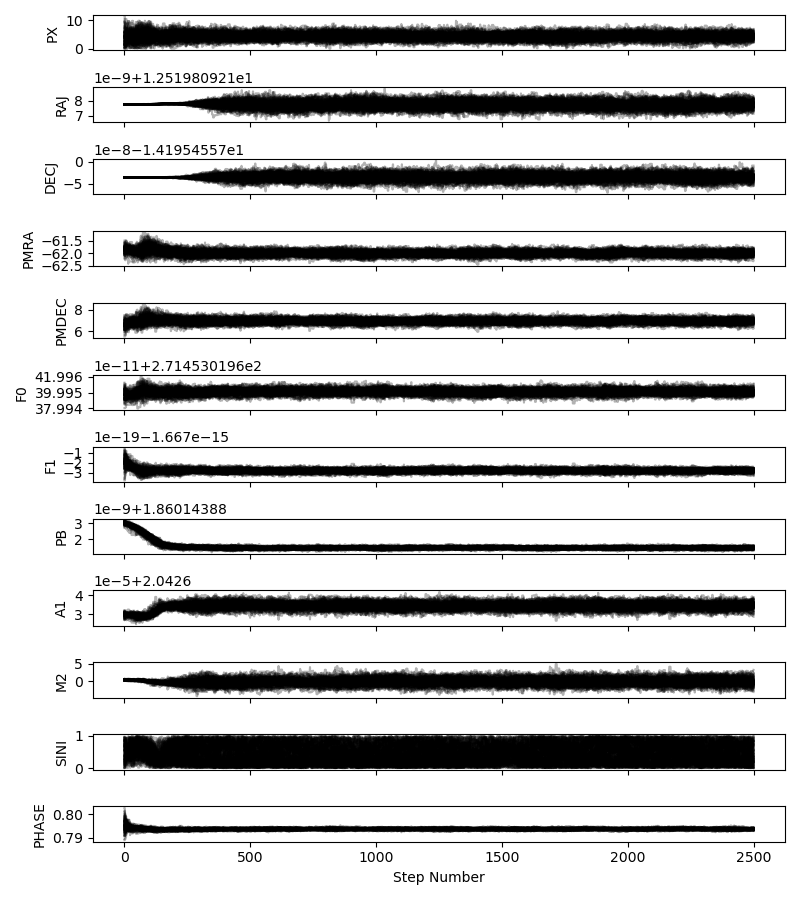 10
0
PX
1e-9+1.251980921e1
8
7
RAJ
1e-8−1.41954557e1
0
−5
DECJ
−61.5
−62.0
−62.5
PMRA
8
6
PMDEC
1e-11+2.714530196e2
41.996
39.995
37.994
F0
1e-19−1.667e-15
−1
−2
−3
F1
1e-9+1.86014388
3
2
PB
1e-5+2.0426
4
3
A1
5
0
M2
1
0
SINI
0.80
0.79
PHASE
0 500 1000 1500 2000 2500
Step Number